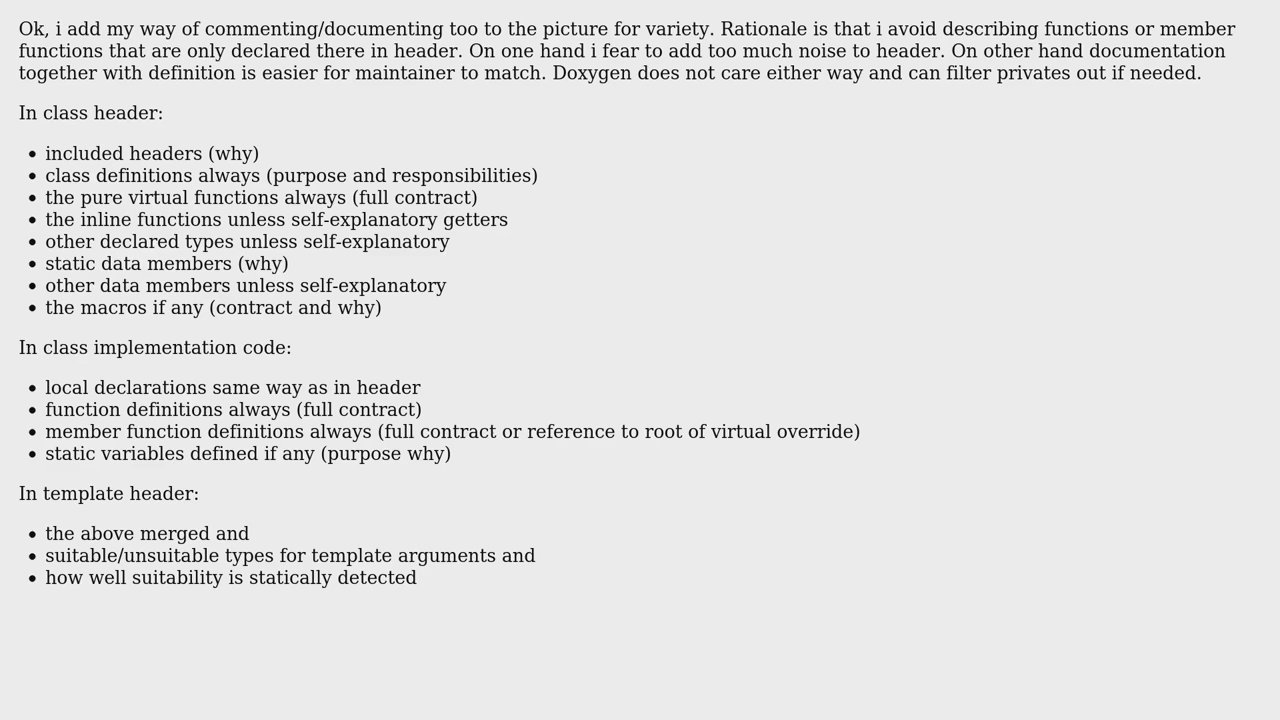 Ok, i add my way of commenting/documenting too to the picture for variety. Rationale is that i avoid describing functions or member
functions that are only declared there in header. On one hand i fear to add too much noise to header. On other hand documentation
together with definition is easier for maintainer to match. Doxygen does not care either way and can filter privates out if needed.
In class header:
• included headers (why)
• class definitions always (purpose and responsibilities)
• the pure virtual functions always (full contract)
• the inline functions unless self-explanatory getters
• other declared types unless self-explanatory
• static data members (why)
• other data members unless self-explanatory
• the macros if any (contract and why)
In class implementation code:
• local declarations same way as in header
• function definitions always (full contract)
• member function definitions always (full contract or reference to root of virtual override)
• static variables defined if any (purpose why)
In template header:
• the above merged and
• suitable/unsuitable types for template arguments and
• how well suitability is statically detected